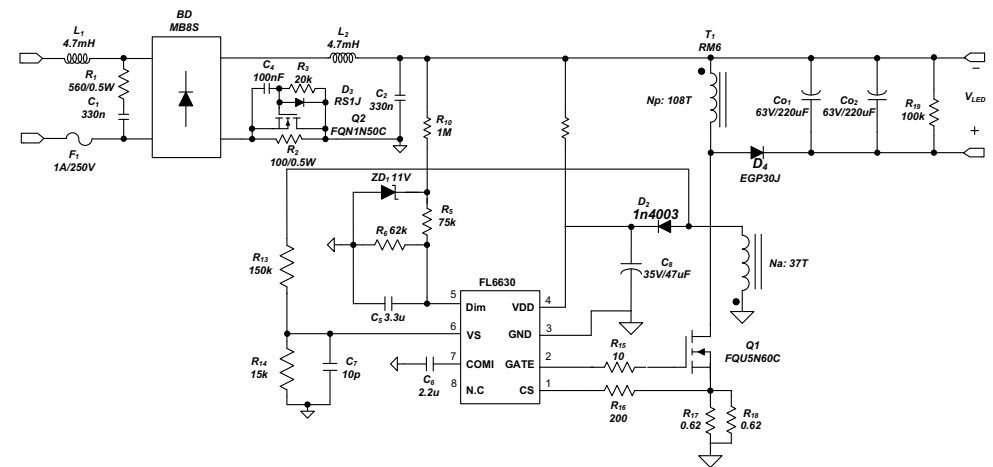 L1
4.7mH
BD
MB8S
L2
4.7mH
T1
RM6
R1
560/0.5W
C1
330n
F1
1A/250V
C4
100nF
R3
20k
D3
RS1J
Q2
FQN1N50C
R2
100/0.5W
C2
330n
R10
1M
Np: 108T
Co1
63V/220uF
Co2
63V/220uF
R19
100k
−
VLED
+
D4
EGP30J
ZD1 11V
R5
75k
R6 62k
D2
1n4003
R13
150k
C8
35V/47uF
Na: 37T
FL6630
C5 3.3u
5
Dim
VDD
4
6
VS
GND
3
7
COMI
GATE
2
8
N.C
CS
1
R14
15k
C7
10p
C6
2.2u
R15
10
R16
200
Q1
FQU5N60C
R17
0.62
R18
0.62